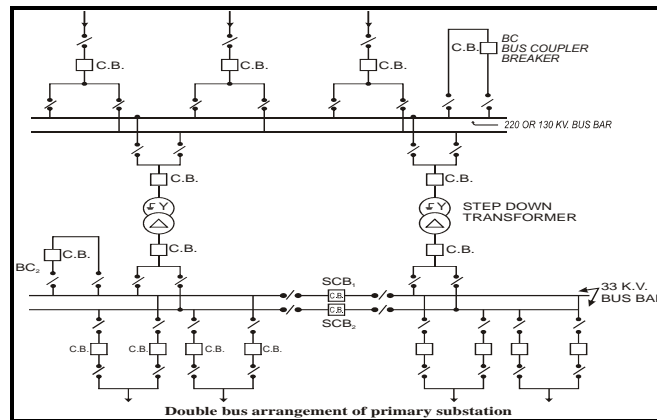 BC
BUS COUPLER
BREAKER
C.B.
C.B.
C.B.
C.B.
220 OR 130 KV. BUS BAR
C.B.
C.B.
STEP DOWN
TRANSFORMER
C.B.
C.B.
C.B.
BC₂
SCB₁
C.B.
C.B.
SCB₂
33 K.V.
BUS BAR
C.B.
C.B.
C.B.
C.B.
Double bus arrangement of primary substation